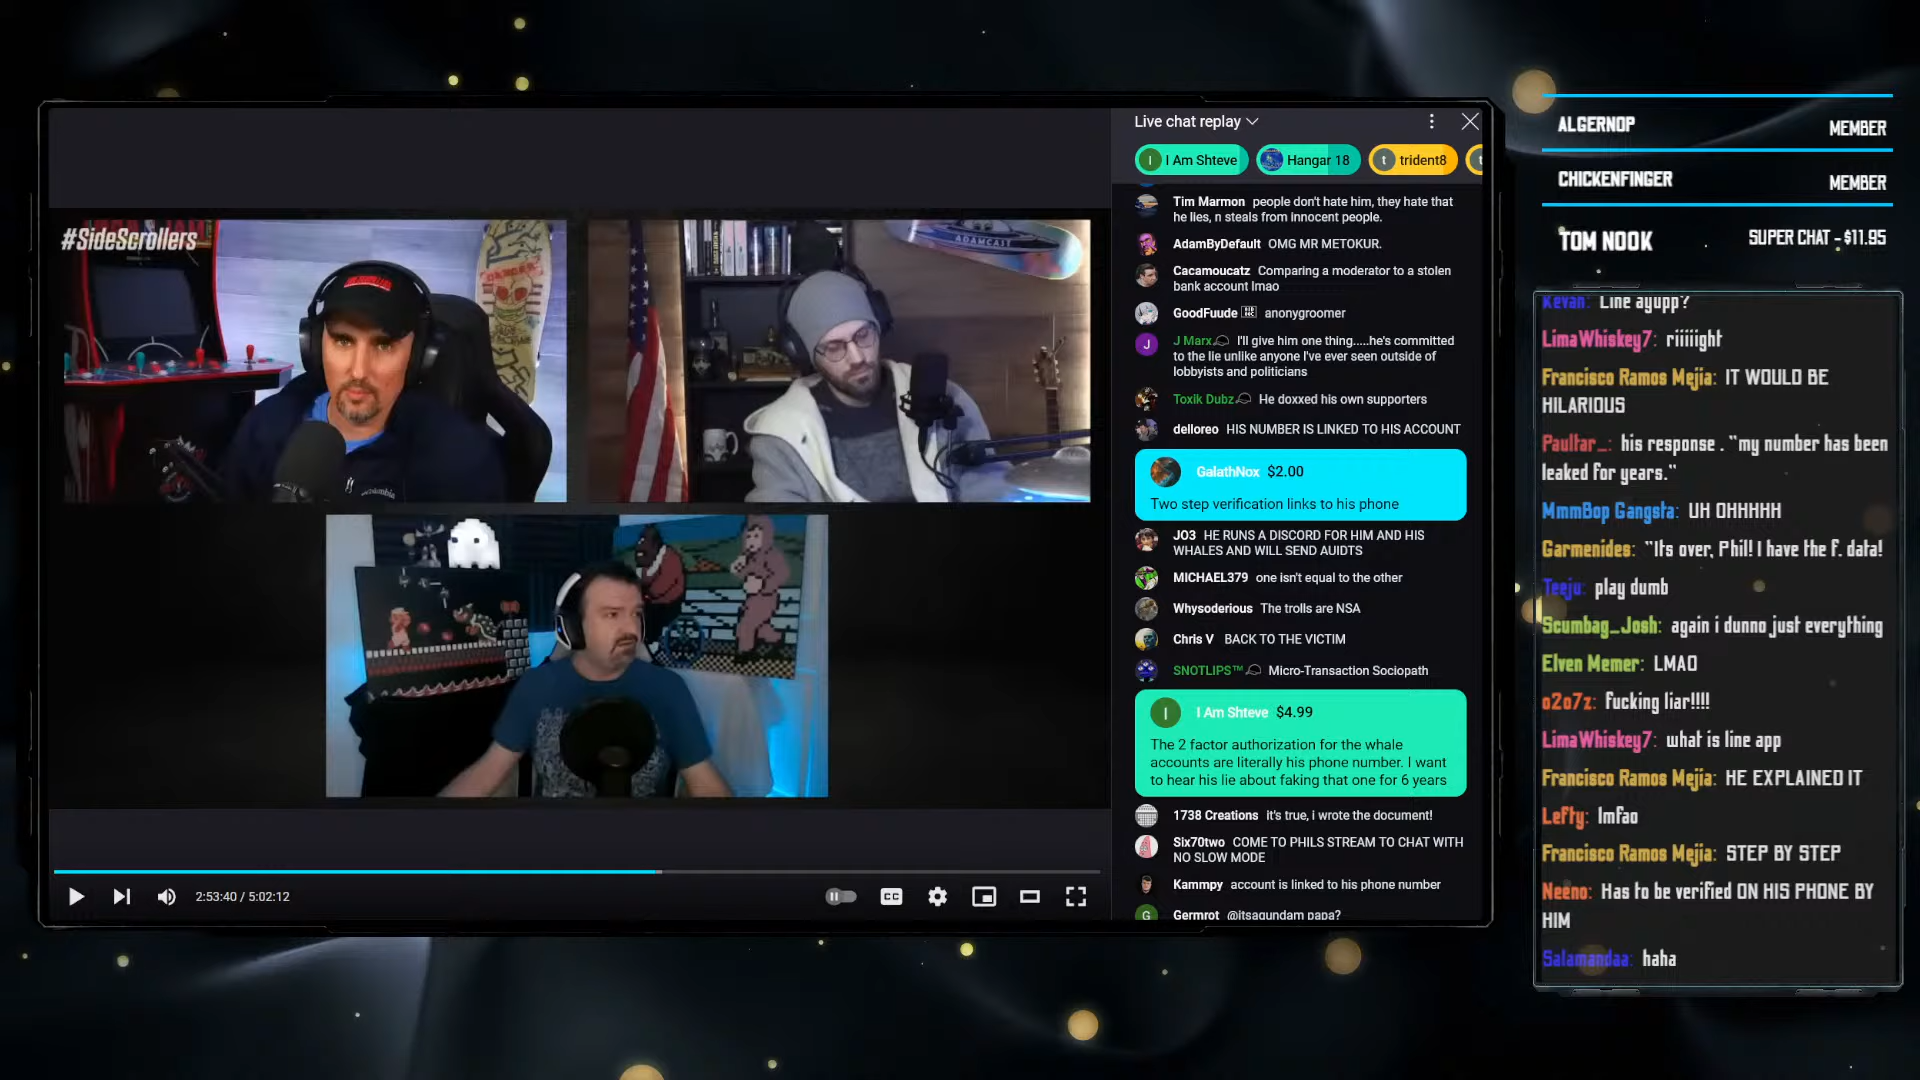 #SideScrollers
ADAMCAST
2:53:40 / 5:02:12
CC
Live chat replay
I I Am Shteve
Hangar 18
t trident8
t
Tim Marmon people don't hate him, they hate that
he lies, n steals from innocent people.
AdamByDefault OMG MR METOKUR.
Cacamoucatz Comparing a moderator to a stolen
bank account lmao
GoodFuude anonygroomer
J J Marx I'll give him one thing.....he's committed
to the lie unlike anyone I've ever seen outside of
lobbyists and politicians
Toxik Dubz He doxxed his own supporters
delloreo HIS NUMBER IS LINKED TO HIS ACCOUNT
GalathNox $2.00
Two step verification links to his phone
JO3 HE RUNS A DISCORD FOR HIM AND HIS
WHALES AND WILL SEND AUIDTS
MICHAEL379 one isn't equal to the other
Whysoderious The trolls are NSA
Chris V BACK TO THE VICTIM
SNOTLIPS™ Micro-Transaction Sociopath
I I Am Shteve $4.99
The 2 factor authorization for the whale
accounts are literally his phone number. I want
to hear his lie about faking that one for 6 years
1738 Creations It's true, i wrote the document!
Six70two COME TO PHILS STREAM TO CHAT WITH
NO SLOW MODE
Kammpy account is linked to his phone number
G Germrot @itsagundam papa?
ALGERNOP MEMBER
CHICKENFINGER MEMBER
TOM NOOK SUPER CHAT - $11.95
Kevan: Line ayupp?
LimaWhiskey7: riiiiight
Francisco Ramos Mejia: IT WOULD BE
HILARIOUS
Paultar_: his response ."my number has been
leaked for years."
MmmBop Gangsta: UH OHHHHH
Garmenides: "Its over, Phil! I have the f. data!
Teeju: play dumb
Scumbag_Josh: again i dunno just everything
Elven Memer: LMAO
o2o7z: fucking liar!!!!
LimaWhiskey7: what is line app
Francisco Ramos Mejia: HE EXPLAINED IT
Lefty: lmfao
Francisco Ramos Mejia: STEP BY STEP
Neeno: Has to be verified ON HIS PHONE BY
HIM
Salamandaa: haha